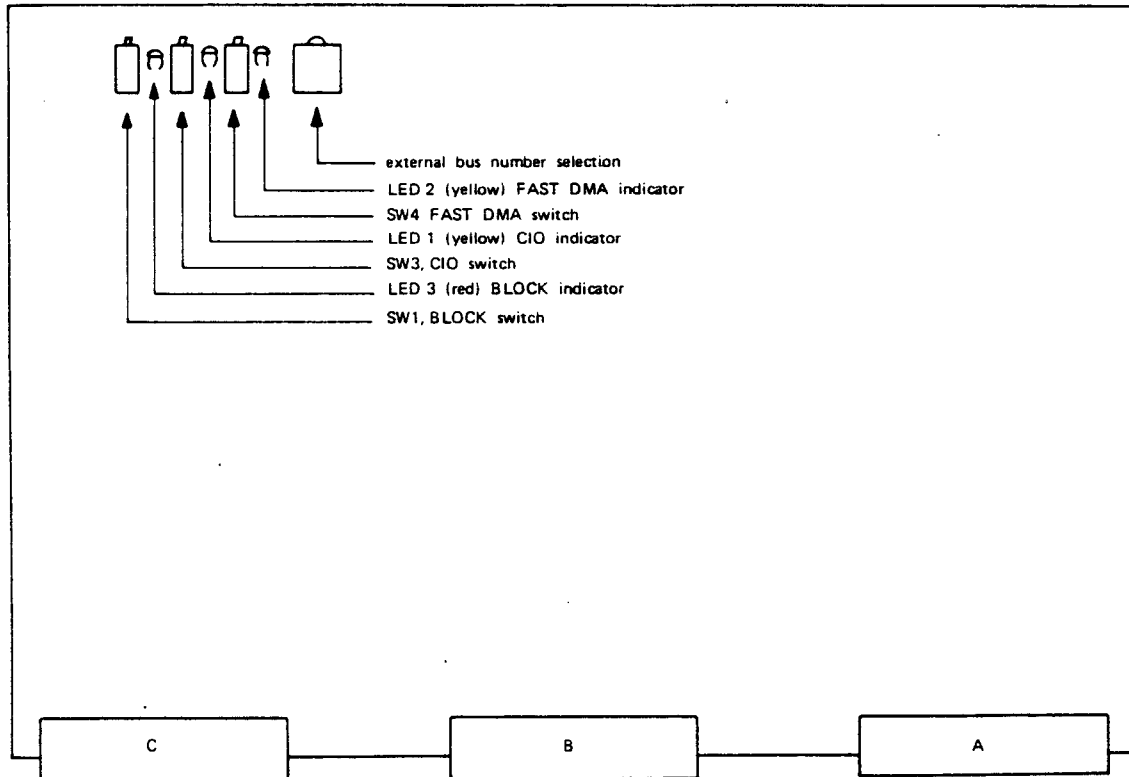 external bus number selection
LED 2 (yellow) FAST DMA indicator
SW4 FAST DMA switch
LED 1 (yellow) CIO indicator
SW3, CIO switch
LED 3 (red) BLOCK indicator
SW1, BLOCK switch
C B A